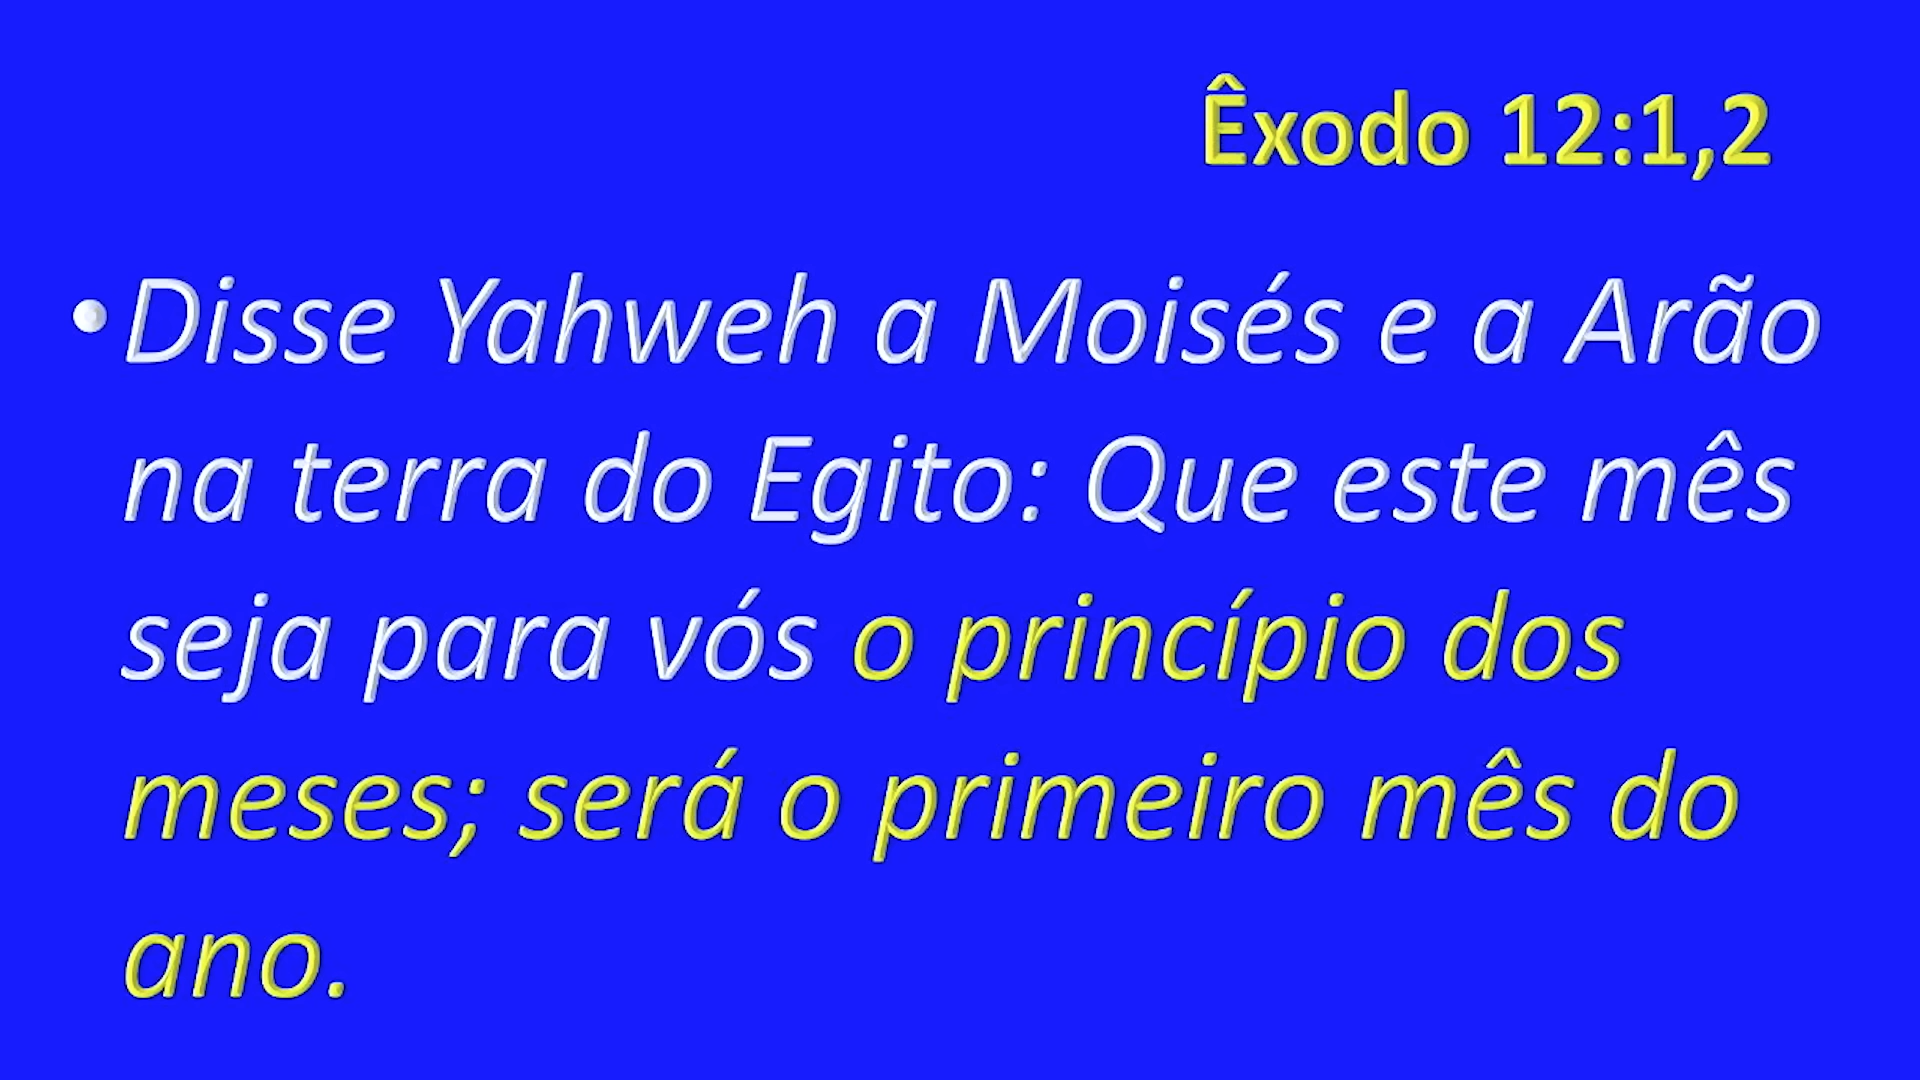 Êxodo 12:1,2
•Disse Yahweh a Moisés e a Arão
na terra do Egito: Que este mês
seja para vós o princípio dos
meses; será o primeiro mês do
ano.